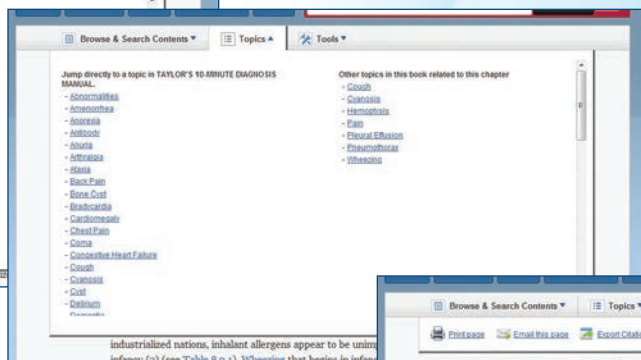 Browse & Search Contents
Topics
Tools
Jump directly to a topic in TAYLOR'S 10-MINUTE DIAGNOSIS
MANUAL.
- Abnormalities
- Amenorrhea
- Anorexia
- Antibody
- Anuria
- Arthralgia
- Ataxia
- Back Pain
- Bone Cyst
- Bradycardia
- Cardiomegaly
- Chest Pain
- Coma
- Congestive Heart Failure
- Cough
- Cyanosis
- Cyst
- Delirium
- Dementia
Other topics in this book related to this chapter
- Cough
- Cyanosis
- Hemoptysis
- Pain
- Pleural Effusion
- Pneumothorax
- Wheezing
industrialized nations, inhalant allergens appear to be
infancy (2) (see Table 8.9.1). Wheezing that begins in
Browse & Search Contents
Topics
Print page
Email this page
Export